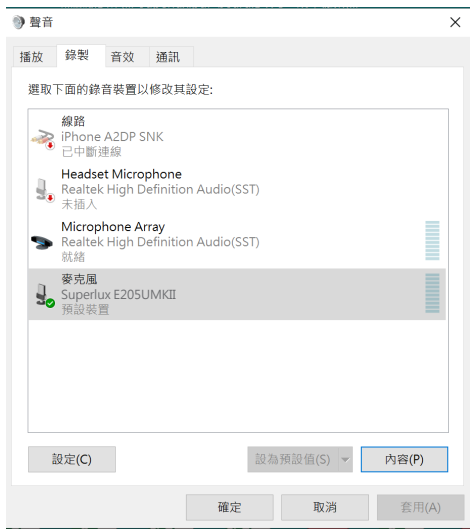 聲音
播放 錄製 音效 通訊
選取下面的錄音裝置以修改其設定:
線路
iPhone A2DP SNK
已中斷連線
Headset Microphone
Realtek High Definition Audio(SST)
未插入
Microphone Array
Realtek High Definition Audio(SST)
就緒
麥克風
Superlux E205UMKII
預設裝置
設定(C) 設為預設值(S) 內容(P)
確定 取消 套用(A)